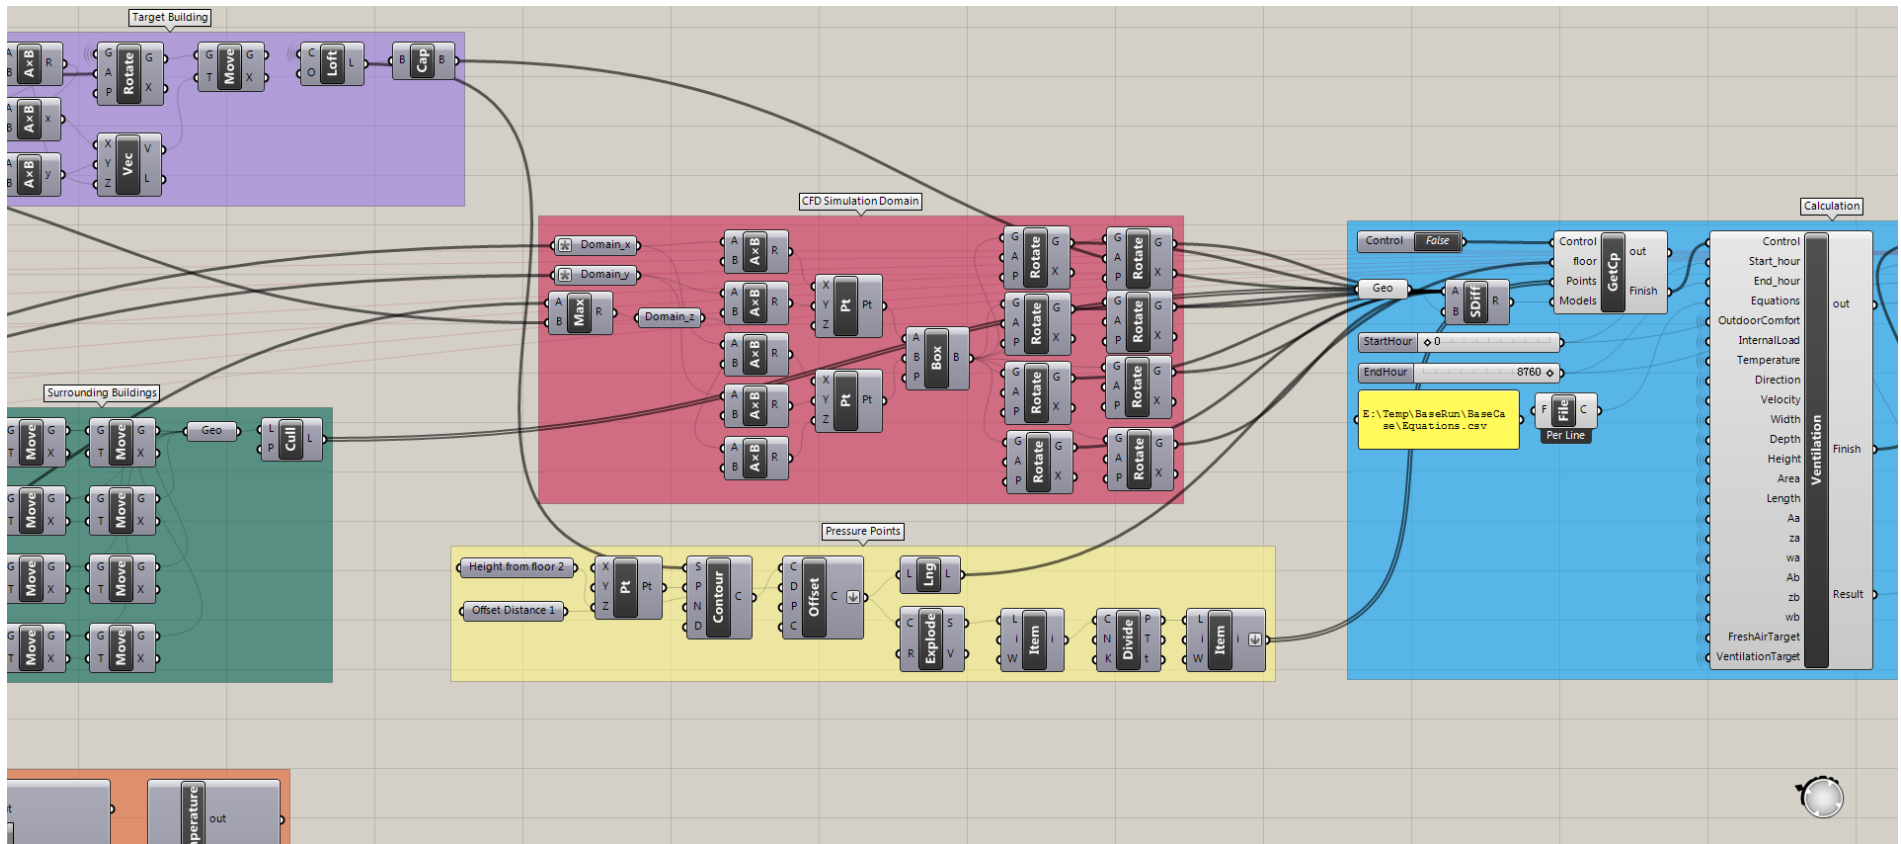 Target Building
A
B
A×B
R
G
A
P
Rotate
G
X
G
T
Move
G
X
C
O
Loft
L
B
Cap
B
A
B
A×B
x
A
B
A×B
y
X
Y
Z
Vec
V
L
CFD Simulation Domain
Domain_x
Domain_y
A
B
Max
R
Domain_z
A
B
A×B
R
A
B
A×B
R
A
B
A×B
R
A
B
A×B
R
A
B
A×B
R
X
Y
Z
Pt
Pt
X
Y
Z
Pt
Pt
A
B
P
Box
B
G
A
P
Rotate
G
X
G
A
P
Rotate
G
X
G
A
P
Rotate
G
X
G
A
P
Rotate
G
X
G
A
P
Rotate
G
X
G
A
P
Rotate
G
X
G
A
P
Rotate
G
X
G
A
P
Rotate
G
X
Calculation
Control
False
Geo
A
B
SDiff
R
Control
floor
Points
Models
GetCp
out
Finish
StartHour
0
EndHour
8760
E:\Temp\BaseRun\BaseCa
se\Equations.csv
F
File
C
Per Line
Control
Start_hour
End_hour
Equations
OutdoorComfort
InternalLoad
Temperature
Direction
Velocity
Width
Depth
Height
Area
Length
Aa
za
wa
Ab
zb
wb
FreshAirTarget
VentilationTarget
Ventilation
out
Finish
Result
Surrounding Buildings
G
T
Move
G
X
G
T
Move
G
X
Geo
L
P
Cull
L
G
T
Move
G
X
G
T
Move
G
X
G
T
Move
G
X
G
T
Move
G
X
G
T
Move
G
X
G
T
Move
G
X
Pressure Points
Height from floor 2
Offset Distance 1
X
Y
Z
Pt
Pt
S
P
N
D
Contour
C
C
D
P
C
Offset
C
L
Lng
L
C
R
Explode
S
V
L
i
W
Item
i
C
N
K
Divide
P
T
t
L
i
W
Item
i
out